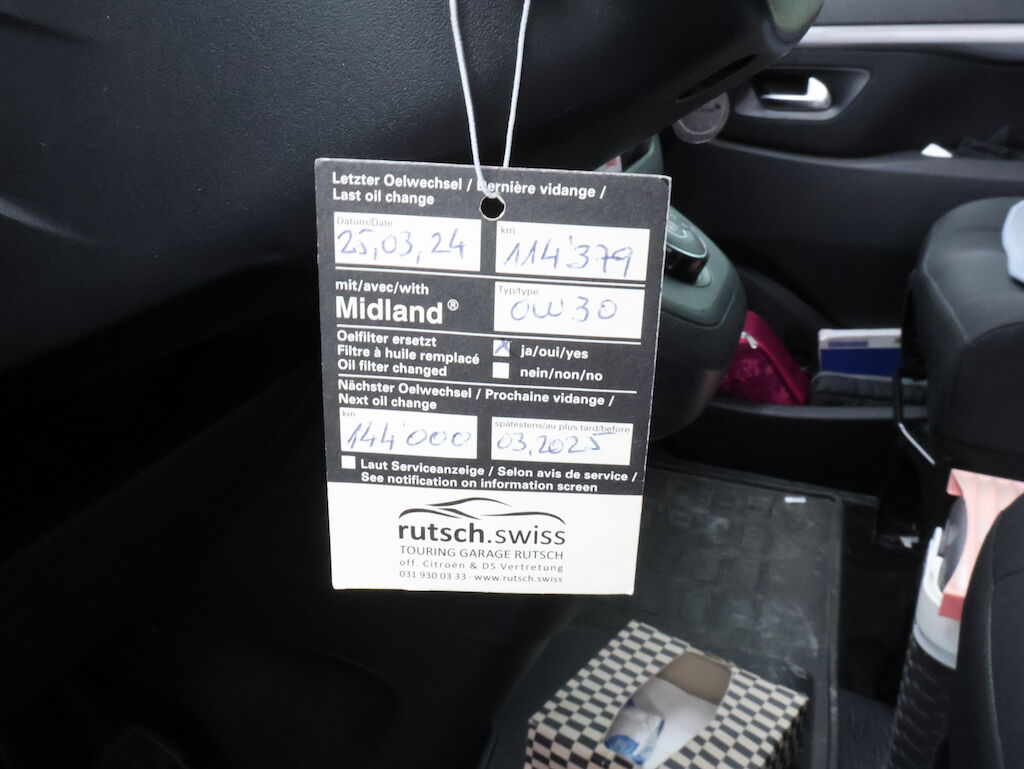 Letzter Oelwechsel / Dernière vidange /
Last oil change
Datum/Date
25,03,24
km
114'379
mit/avec/with
Midland®
Typ/type
0W30
Oelfilter ersetzt
Filtre à huile remplacé
Oil filter changed
X ja/oui/yes
nein/non/no
Nächster Oelwechsel / Prochaine vidange /
Next oil change
km
144'000
spätestens/au plus tard/before
03,2025
Laut Serviceanzeige / Selon avis de service /
See notification on information screen
rutsch.swiss
TOURING GARAGE RUTSCH
off. Citroën & DS Vertretung
031 930 03 33 · www.rutsch.swiss